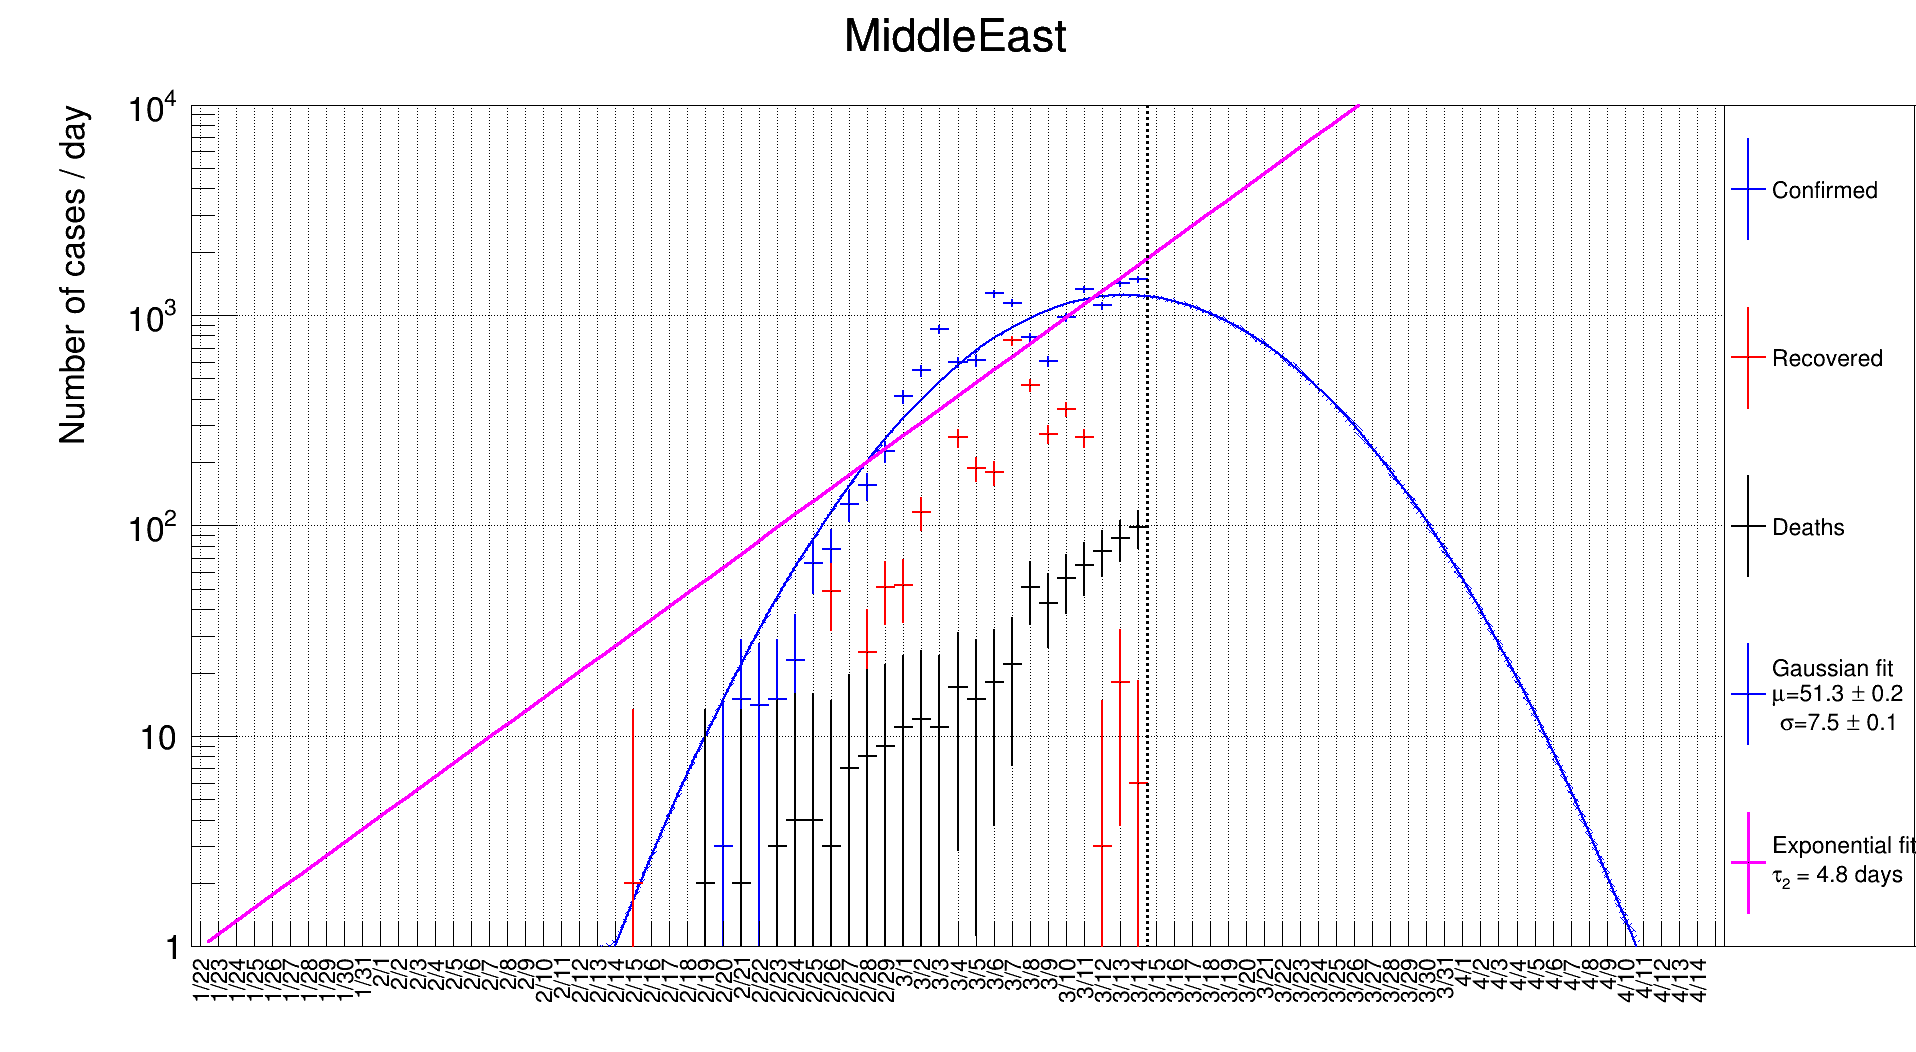 MiddleEast
Number of cases / day
10^4
10^3
10^2
10
1
1/22 1/23 1/24 1/25 1/26 1/27 1/28 1/29 1/30 1/31 2/1 2/2 2/3 2/4 2/5 2/6 2/7 2/8 2/9 2/10 2/11 2/12 2/13 2/14 2/15 2/16 2/17 2/18 2/19 2/20 2/21 2/22 2/23 2/24 2/25 2/26 2/27 2/28 2/29 3/1 3/2 3/3 3/4 3/5 3/6 3/7 3/8 3/9 3/10 3/11 3/12 3/13 3/14 3/15 3/16 3/17 3/18 3/19 3/20 3/21 3/22 3/23 3/24 3/25 3/26 3/27 3/28 3/29 3/30 3/31 4/1 4/2 4/3 4/4 4/5 4/6 4/7 4/8 4/9 4/10 4/11 4/12 4/13 4/14
Confirmed
Recovered
Deaths
Gaussian fit
μ=51.3 ± 0.2
σ=7.5 ± 0.1
Exponential fit
τ₂ = 4.8 days